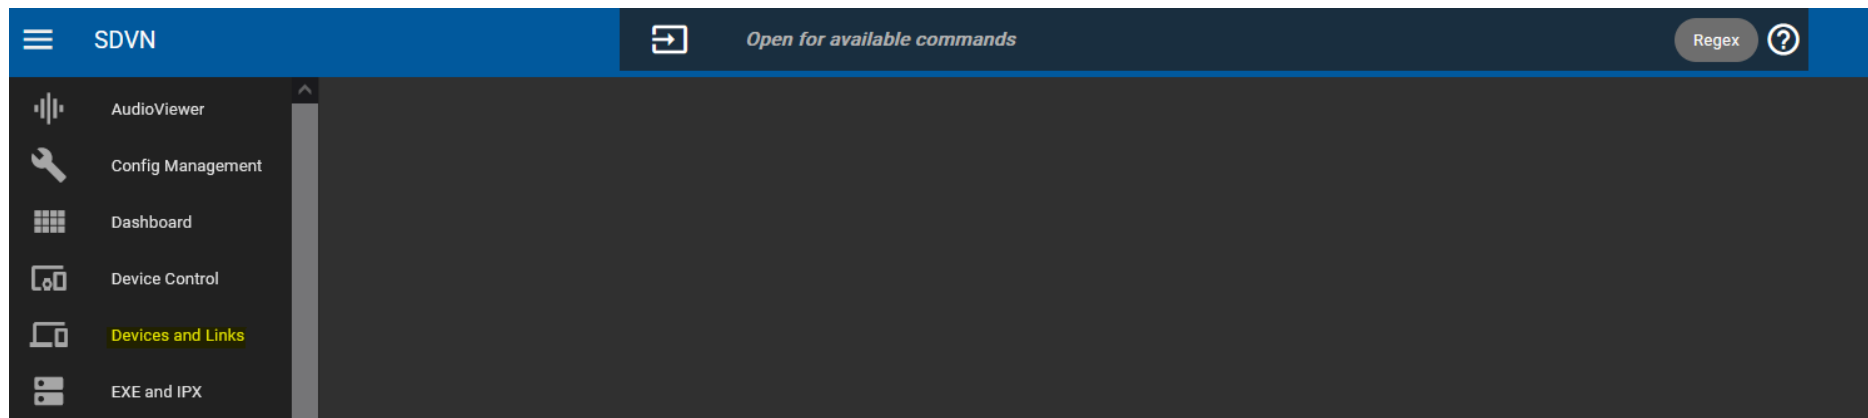 SDVN
Open for available commands
Regex
AudioViewer
Config Management
Dashboard
Device Control
Devices and Links
EXE and IPX